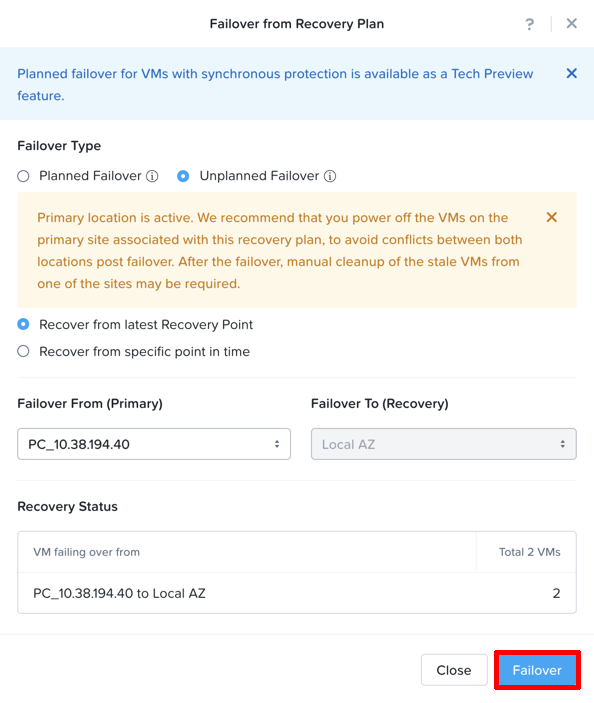 Failover from Recovery Plan ?
Planned failover for VMs with synchronous protection is available as a Tech Preview
feature.
Failover Type
Planned Failover Unplanned Failover
Primary location is active. We recommend that you power off the VMs on the
primary site associated with this recovery plan, to avoid conflicts between both
locations post failover. After the failover, manual cleanup of the stale VMs from
one of the sites may be required.
Recover from latest Recovery Point
Recover from specific point in time
Failover From (Primary) Failover To (Recovery)
PC_10.38.194.40 Local AZ
Recovery Status
VM failing over from Total 2 VMs
PC_10.38.194.40 to Local AZ 2
Close Failover